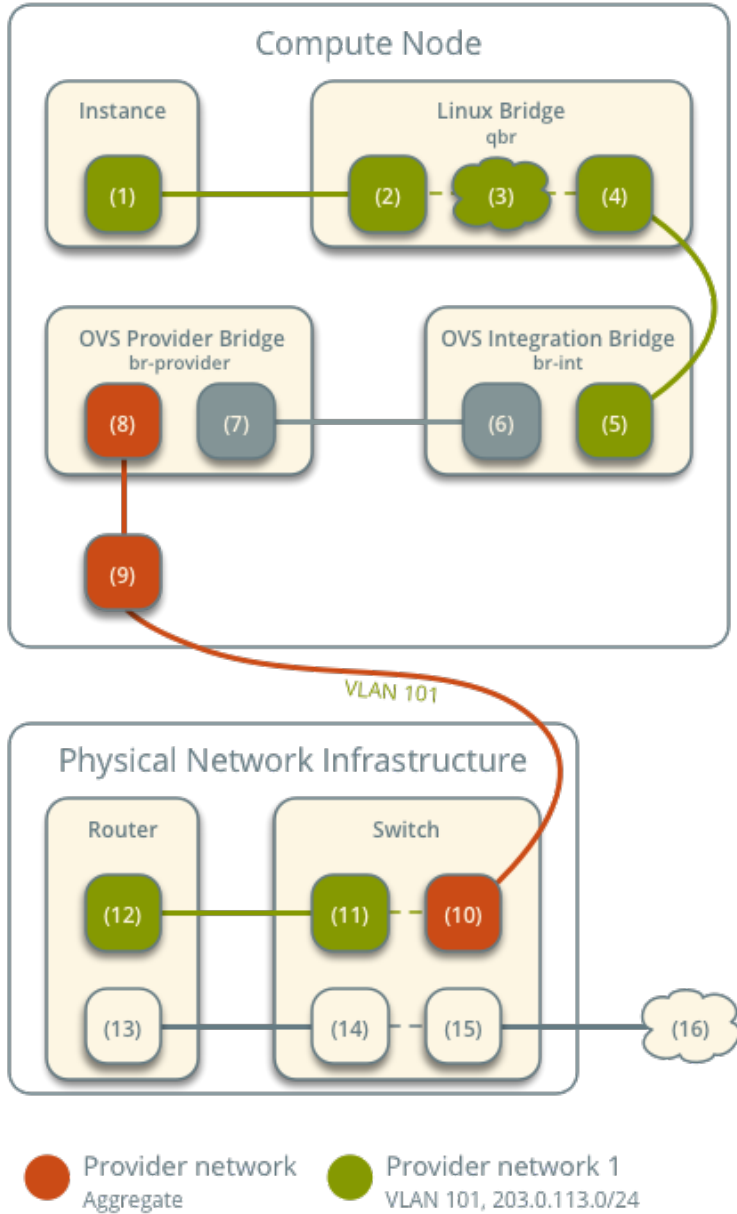 Compute Node
Instance
Linux Bridge
qbr
(1)
(2)
(3)
(4)
OVS Provider Bridge
br-provider
OVS Integration Bridge
br-int
(8)
(7)
(6)
(5)
(9)
VLAN 101
Physical Network Infrastructure
Router
Switch
(12)
(11)
(10)
(13)
(14)
(15)
(16)
Provider network
Aggregate
Provider network 1
VLAN 101, 203.0.113.0/24